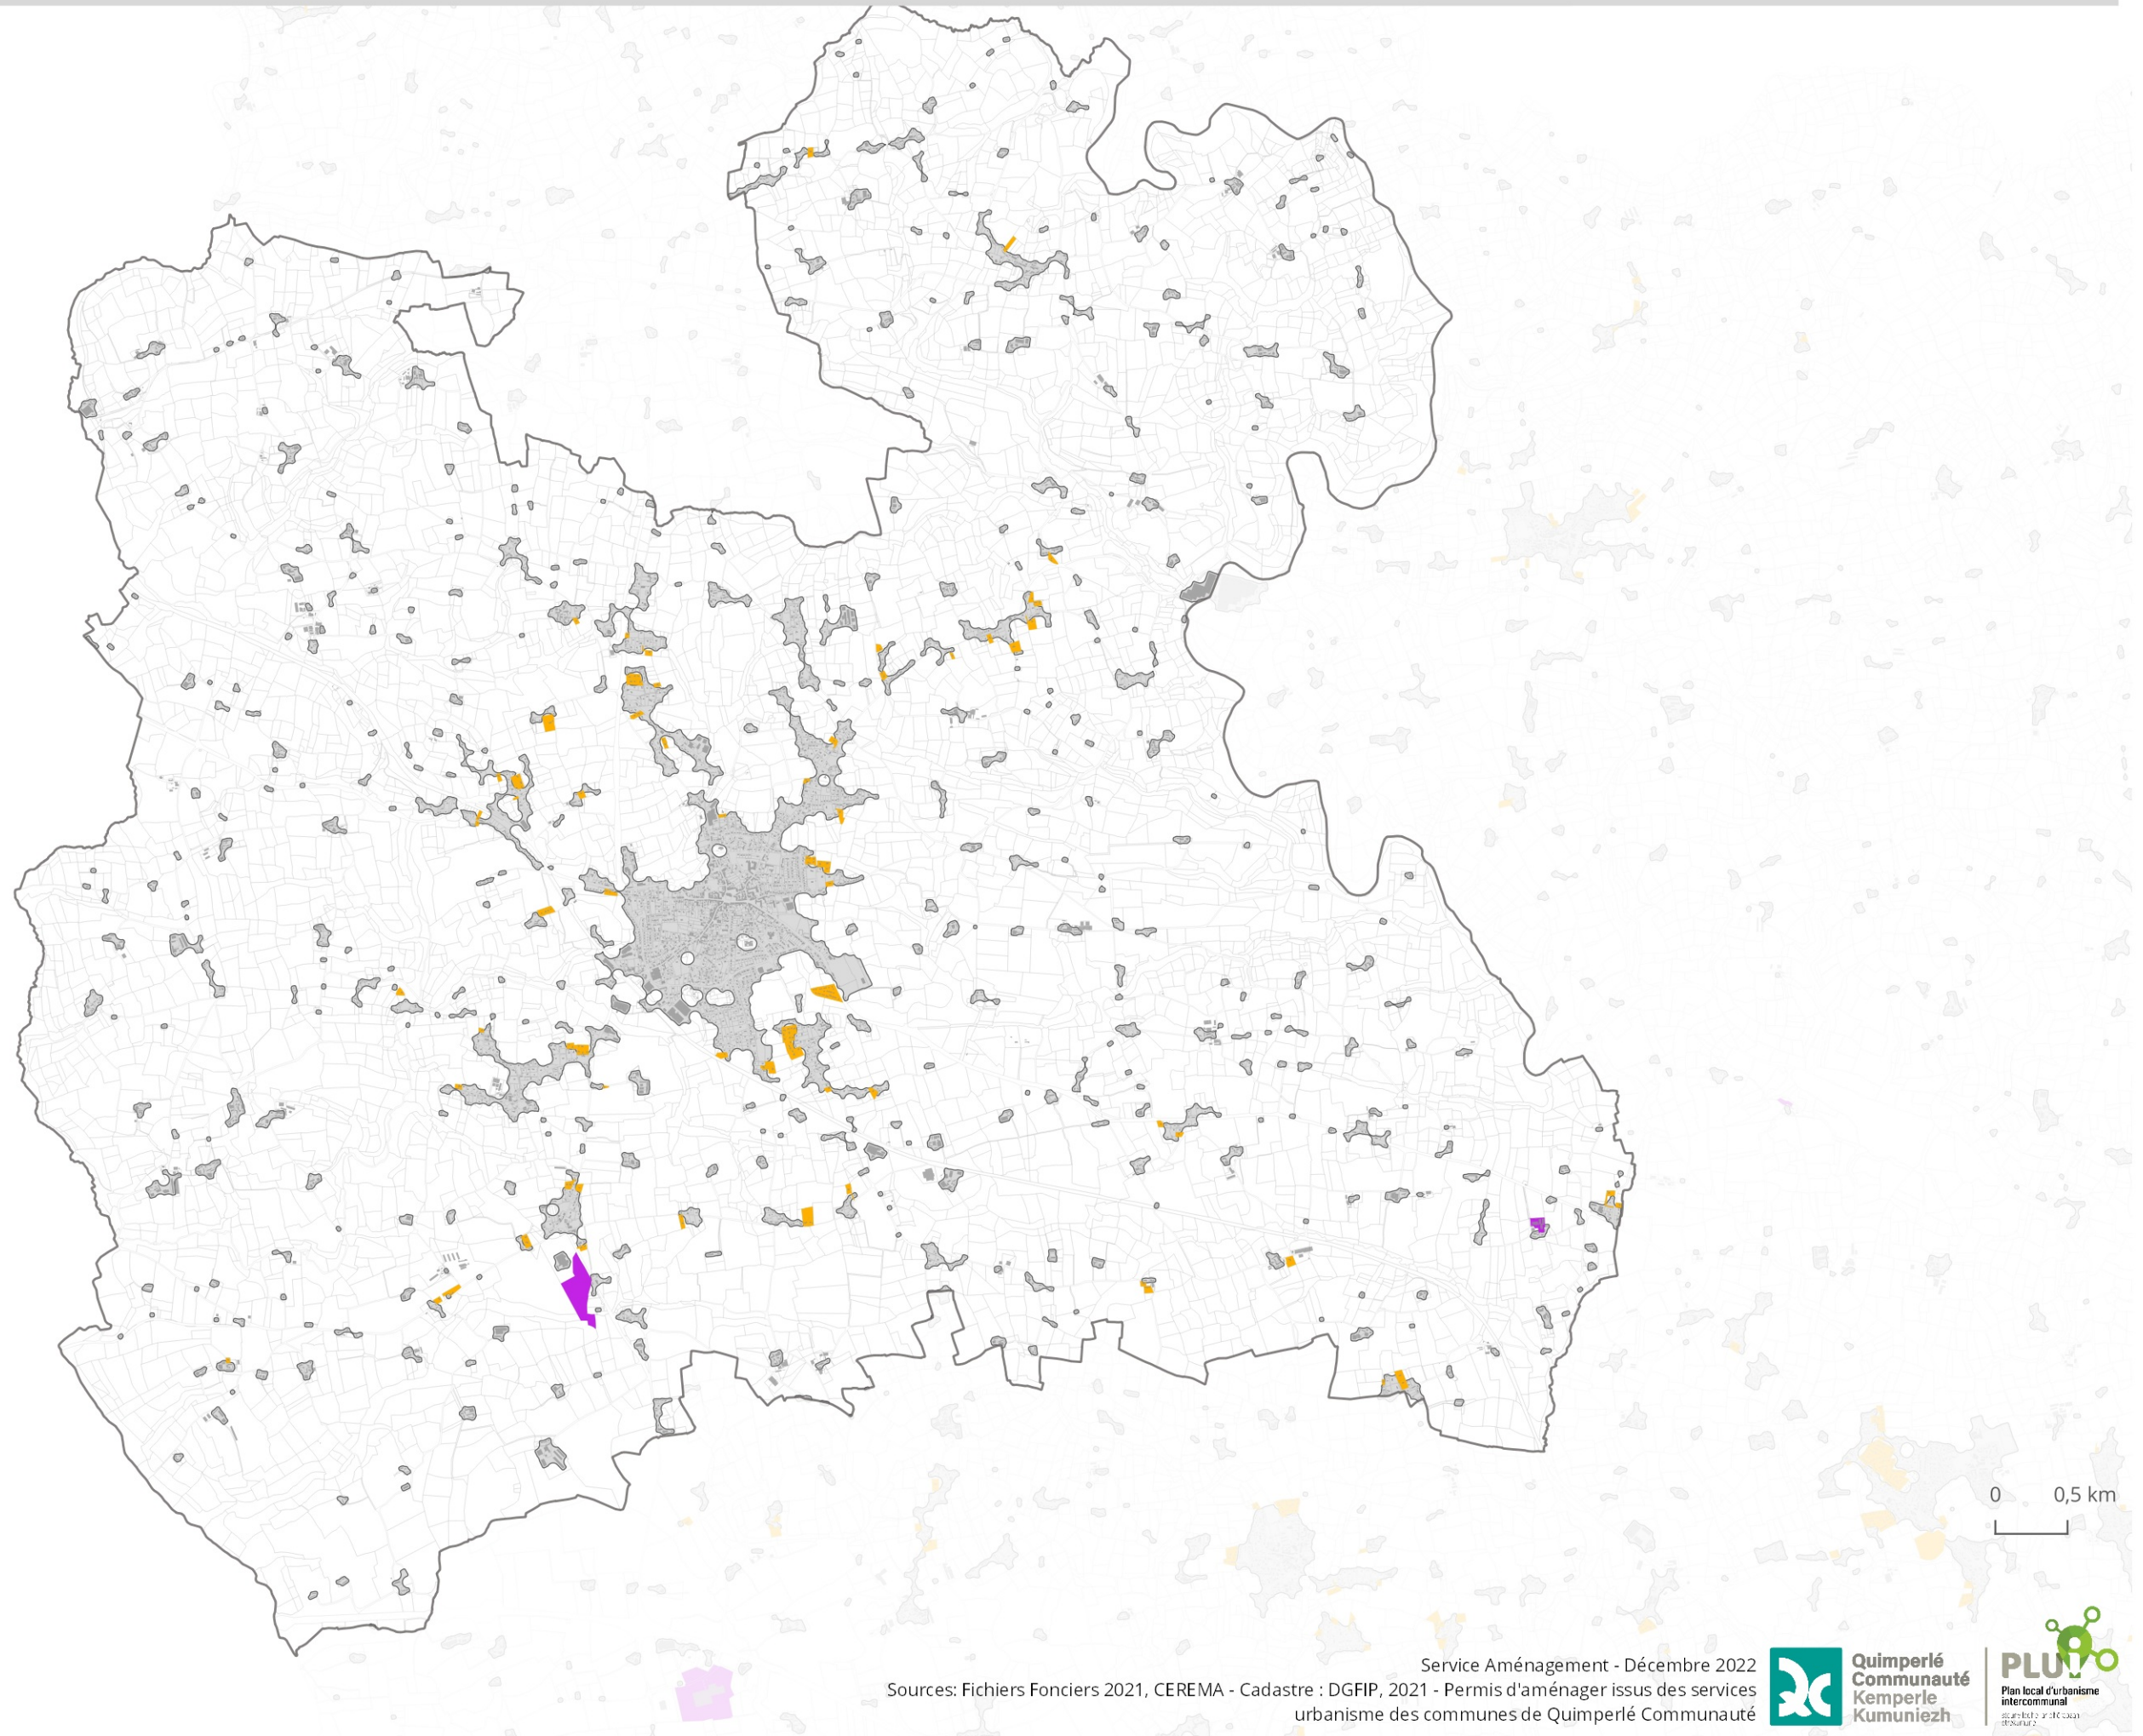 0 0,5 km
Service Aménagement - Décembre 2022
Sources: Fichiers Fonciers 2021, CEREMA - Cadastre : DGFIP, 2021 - Permis d'aménager issus des services
urbanisme des communes de Quimperlé Communauté
Quimperlé
Communauté
Kemperle
Kumuniezh
PLUi
Plan local d'urbanisme
intercommunal